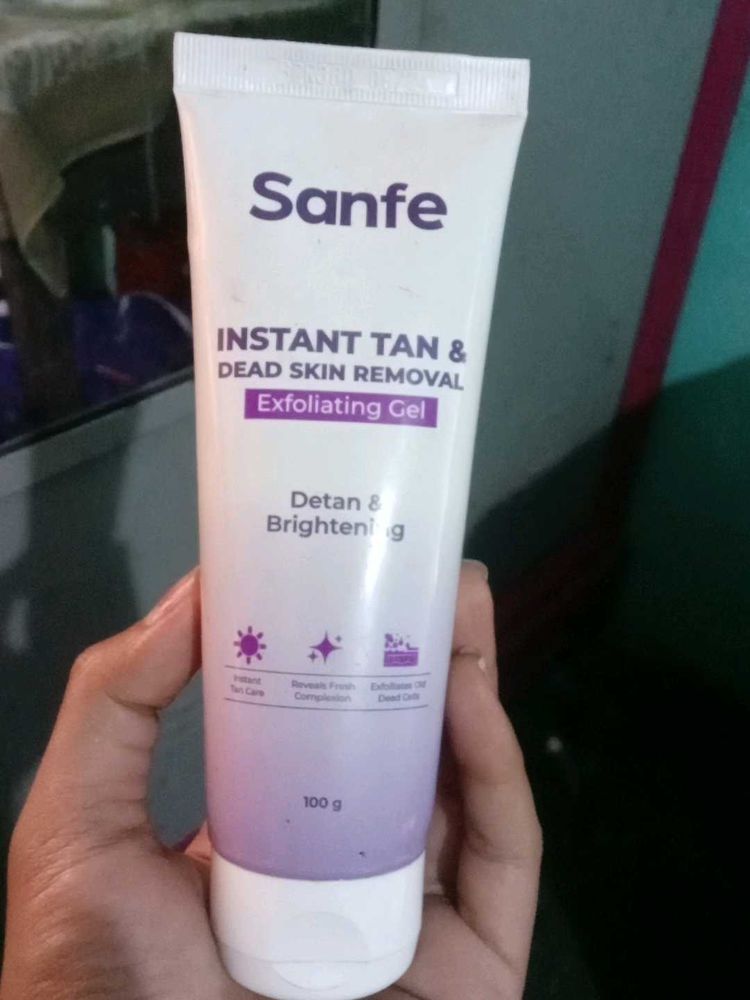 Sanfe
INSTANT TAN &
DEAD SKIN REMOVAL
Exfoliating Gel
Detan &
Brightening
Instant
Tan Care
Reveals Fresh
Complexion
Exfoliates Old
Dead Cells
100 g